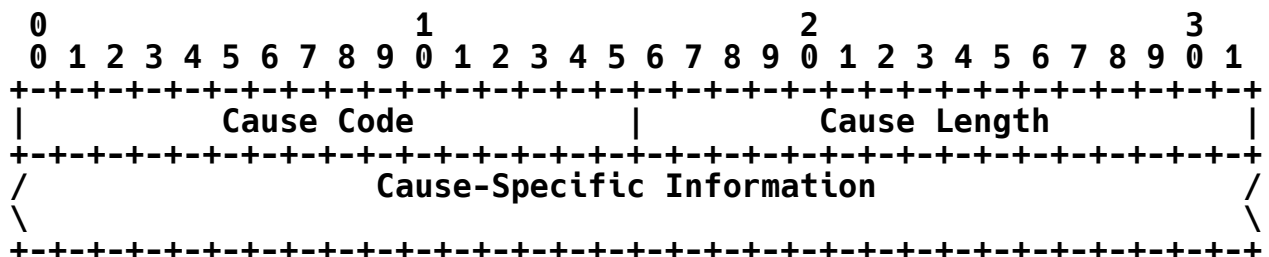 0                   1                   2                   3
 0 1 2 3 4 5 6 7 8 9 0 1 2 3 4 5 6 7 8 9 0 1 2 3 4 5 6 7 8 9 0 1
+-+-+-+-+-+-+-+-+-+-+-+-+-+-+-+-+-+-+-+-+-+-+-+-+-+-+-+-+-+-+-+-+
|          Cause Code           |         Cause Length          |
+-+-+-+-+-+-+-+-+-+-+-+-+-+-+-+-+-+-+-+-+-+-+-+-+-+-+-+-+-+-+-+-+
/                  Cause-Specific Information                   /
\                                                               \
+-+-+-+-+-+-+-+-+-+-+-+-+-+-+-+-+-+-+-+-+-+-+-+-+-+-+-+-+-+-+-+-+